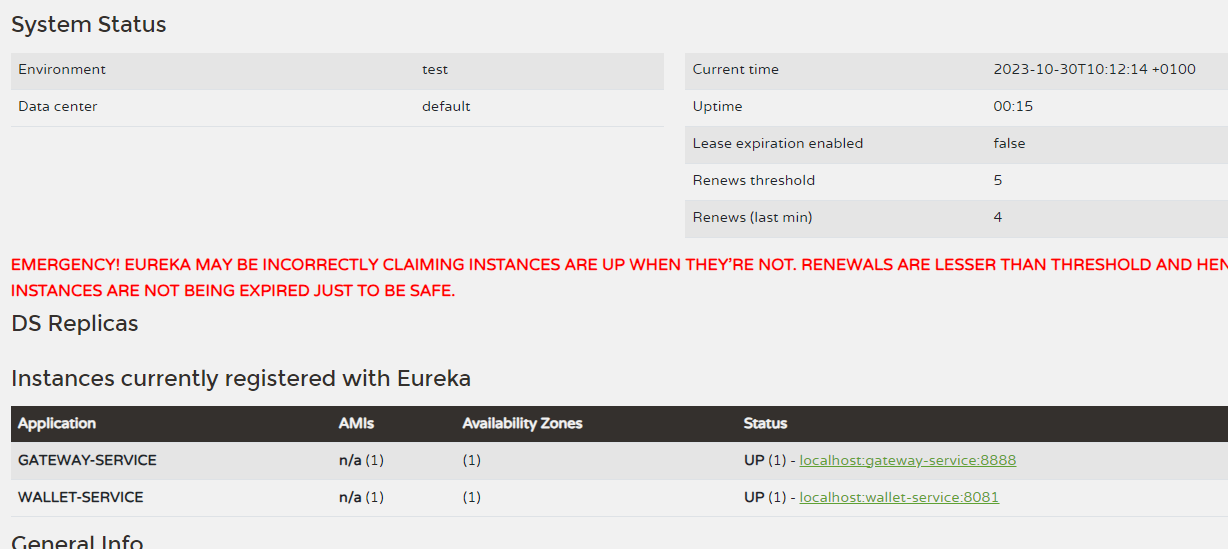 System Status
Environment test
Data center default
Current time 2023-10-30T10:12:14 +0100
Uptime 00:15
Lease expiration enabled false
Renews threshold 5
Renews (last min) 4
EMERGENCY! EUREKA MAY BE INCORRECTLY CLAIMING INSTANCES ARE UP WHEN THEY'RE NOT. RENEWALS ARE LESSER THAN THRESHOLD AND HEN
INSTANCES ARE NOT BEING EXPIRED JUST TO BE SAFE.
DS Replicas
Instances currently registered with Eureka
Application AMIs Availability Zones Status
GATEWAY-SERVICE n/a (1) (1) UP (1) - localhost:gateway-service:8888
WALLET-SERVICE n/a (1) (1) UP (1) - localhost:wallet-service:8081
General Info